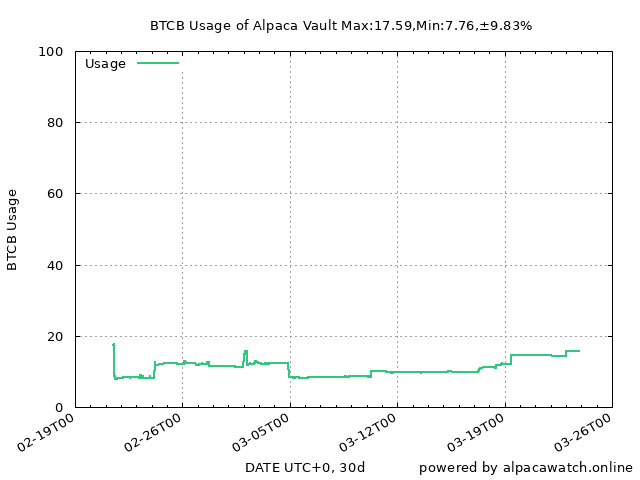 BTCB Usage of Alpaca Vault Max:17.59,Min:7.76,±9.83%
100
Usage
80
60
BTCB Usage
40
20
0
02-19T00
02-26T00
03-05T00
03-12T00
03-19T00
03-26T00
DATE UTC+0, 30d
powered by alpacawatch.online